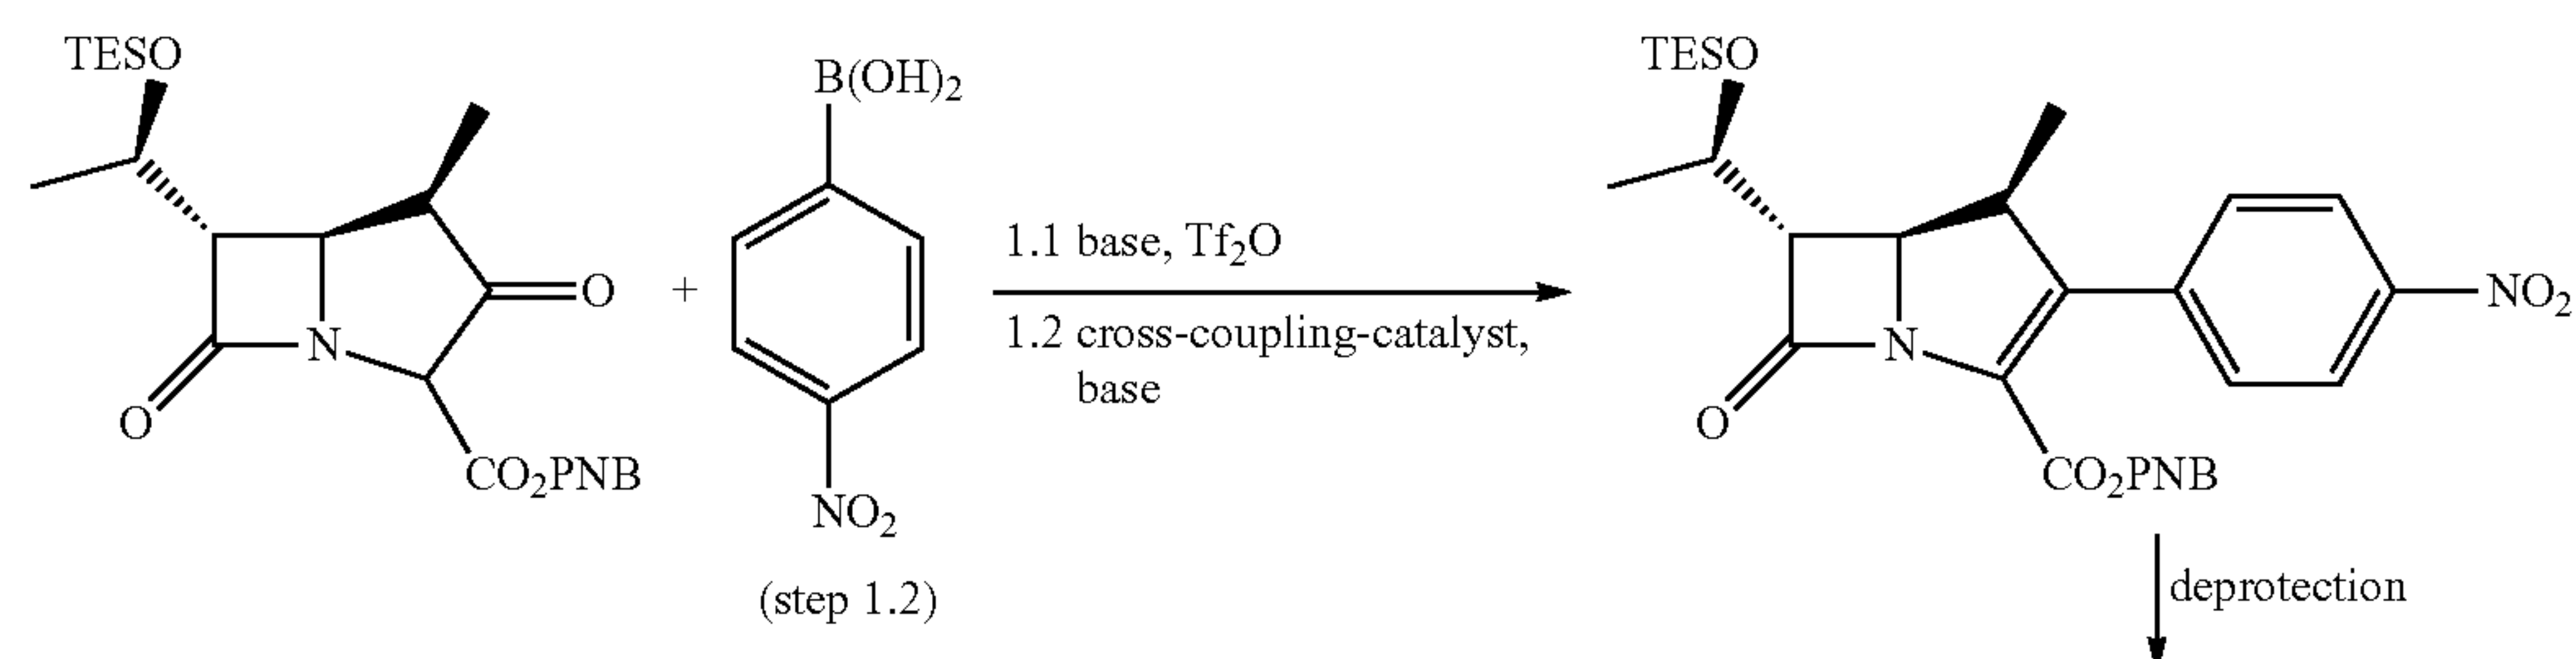 TESO
O
N
O
CO₂PNB
+
B(OH)₂
NO₂
(step 1.2)
1.1 base, Tf₂O
1.2 cross-coupling-catalyst,
base
TESO
NO₂
N
O
CO₂PNB
deprotection